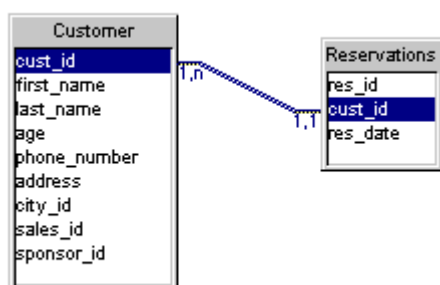 Customer
cust_id
first_name
last_name
age
phone_number
address
city_id
sales_id
sponsor_id
1,n
1,1
Reservations
res_id
cust_id
res_date